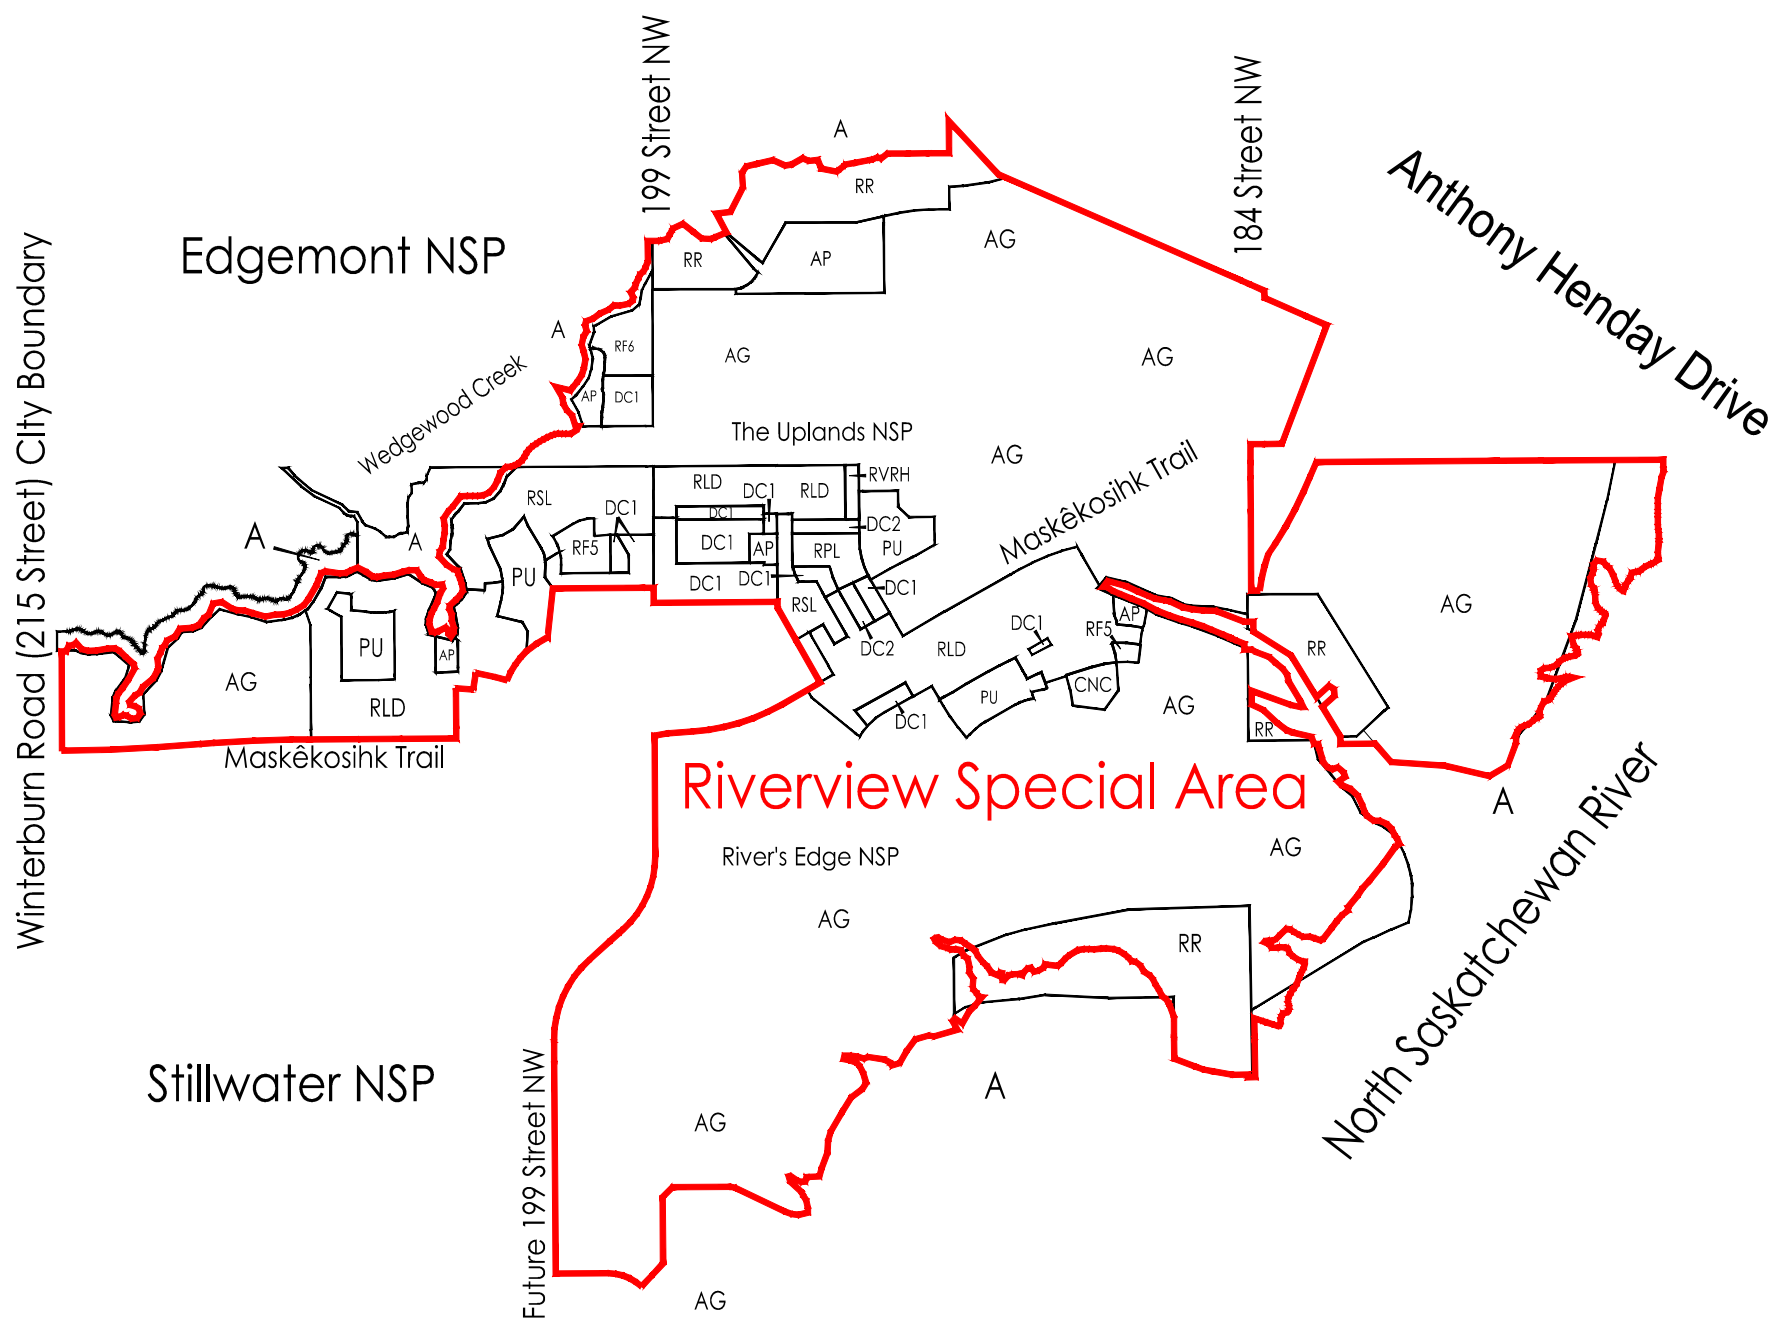 A
199 Street NW
184 Street NW
Anthony Henday Drive
RR
Edgemont NSP
AG
RR
AP
A
RF6
AG
AG
Winterburn Road (215 Street) CIty Boundary
Wedgewood Creek
AP
DC1
The Uplands NSP
AG
RVRH
RLD
DC1
RLD
RSL
DC1
DC1
DC2
Maskêkosihk Trail
A
A
RF5
DC1
AP
RPL
PU
PU
DC1
DC1
DC1
RSL
AG
AP
DC1
RF5
PU
AP
DC2
RLD
RR
AG
CNC
PU
AG
RLD
DC1
RR
Maskêkosihk Trail
Riverview Special Area
A
River's Edge NSP
AG
AG
RR
North Saskatchewan River
Stillwater NSP
A
AG
Future 199 Street NW
AG